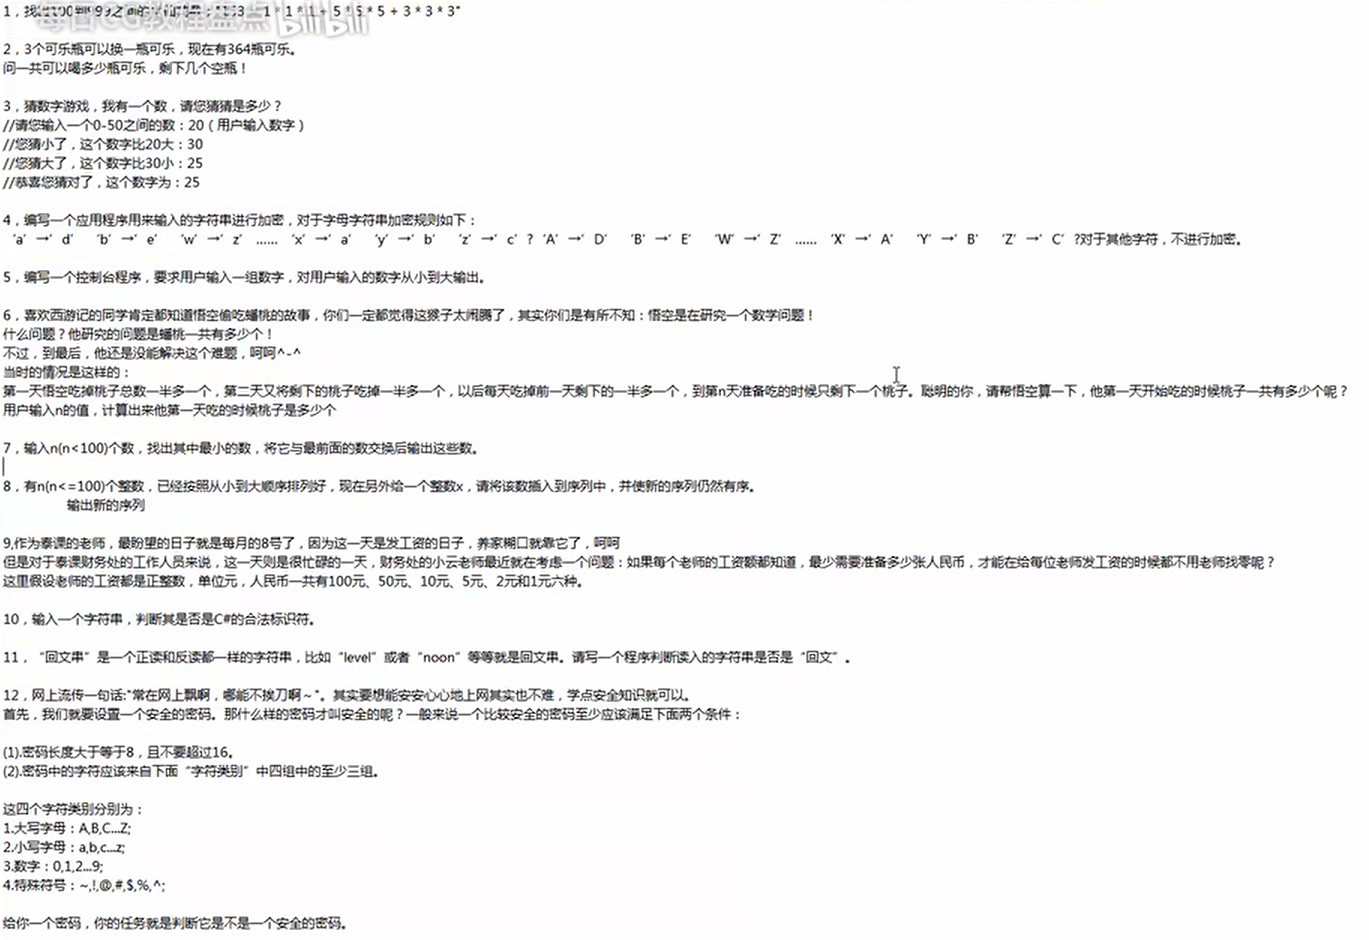 1，找出100到999之间的水仙花数："153 = 1 * 1 * 1 + 5 * 5 * 5 + 3 * 3 * 3"
每日CG教程盘点 bilibili
2，3个可乐瓶可以换一瓶可乐，现在有364瓶可乐。
问一共可以喝多少瓶可乐，剩下几个空瓶！
3，猜数字游戏，我有一个数，请您猜猜是多少？
//请您输入一个0-50之间的数：20（用户输入数字）
//您猜小了，这个数字比20大：30
//您猜大了，这个数字比30小：25
//恭喜您猜对了，这个数字为：25
4，编写一个应用程序用来输入的字符串进行加密，对于字母字符串加密规则如下：
'a' →' d' 'b' →' e' 'w' →' z' …… 'x' →' a' 'y' →' b' 'z' →' c' ? 'A' →' D' 'B' →' E' 'W' →' Z' …… 'X' →' A' 'Y' →' B' 'Z' →' C' ?对于其他字符，不进行加密。
5，编写一个控制台程序，要求用户输入一组数字，对用户输入的数字从小到大输出。
6，喜欢西游记的同学肯定都知道悟空偷吃蟠桃的故事，你们一定都觉得这猴子太闹腾了，其实你们是有所不知：悟空是在研究一个数学问题！
什么问题？他研究的问题是蟠桃一共有多少个！
不过，到最后，他还是没能解决这个难题，呵呵^-^
当时的情况是这样的：
第一天悟空吃掉桃子总数一半多一个，第二天又将剩下的桃子吃掉一半多一个，以后每天吃掉前一天剩下的一半多一个，到第n天准备吃的时候只剩下一个桃子。聪明的你，请帮悟空算一下，他第一天开始吃的时候桃子一共有多少个呢？
用户输入n的值，计算出来他第一天吃的时候桃子是多少个
7，输入n(n<100)个数，找出其中最小的数，将它与最前面的数交换后输出这些数。
8，有n(n<=100)个整数，已经按照从小到大顺序排列好，现在另外给一个整数x，请将该数插入到序列中，并使新的序列仍然有序。
输出新的序列
9,作为泰课的老师，最盼望的日子就是每月的8号了，因为这一天是发工资的日子，养家糊口就靠它了，呵呵
但是对于泰课财务处的工作人员来说，这一天则是很忙碌的一天，财务处的小云老师最近就在考虑一个问题：如果每个老师的工资额都知道，最少需要准备多少张人民币，才能在给每位老师发工资的时候都不用老师找零呢？
这里假设老师的工资都是正整数，单位元，人民币一共有100元、50元、10元、5元、2元和1元六种。
10，输入一个字符串，判断其是否是C#的合法标识符。
11，“回文串”是一个正读和反读都一样的字符串，比如“level”或者“noon”等等就是回文串。请写一个程序判断读入的字符串是否是“回文”。
12，网上流传一句话:"常在网上飘啊，哪能不挨刀啊～"。其实要想能安安心心地上网其实也不难，学点安全知识就可以。
首先，我们就要设置一个安全的密码。那什么样的密码才叫安全的呢？一般来说一个比较安全的密码至少应该满足下面两个条件：
(1).密码长度大于等于8，且不要超过16。
(2).密码中的字符应该来自下面“字符类别”中四组中的至少三组。
这四个字符类别分别为：
1.大写字母：A,B,C...Z;
2.小写字母：a,b,c...z;
3.数字：0,1,2...9;
4.特殊符号：~,!,@,#,$,%,^;
给你一个密码，你的任务就是判断它是不是一个安全的密码。